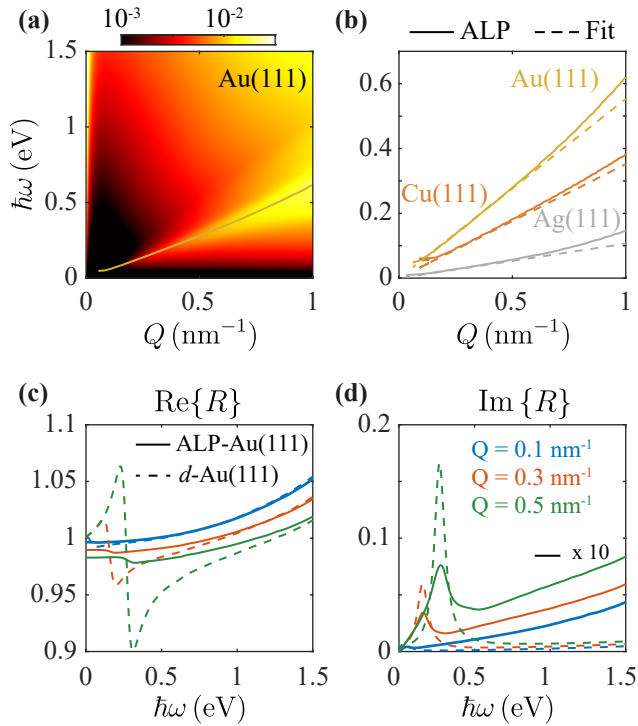 (a) 10⁻³ 10⁻²
Au(111)
1.5
1
0.5
0
ħω (eV)
0 0.5 1
Q (nm⁻¹)
(b) ALP Fit
Au(111)
Cu(111)
Ag(111)
0.6
0.4
0.2
0
0 0.5 1
Q (nm⁻¹)
(c) Re{R}
ALP-Au(111)
d-Au(111)
1.1
1.05
1
0.95
0.9
0 0.5 1 1.5
ħω (eV)
(d) Im {R}
Q = 0.1 nm⁻¹
Q = 0.3 nm⁻¹
Q = 0.5 nm⁻¹
x 10
0.2
0.1
0
0 0.5 1 1.5
ħω (eV)